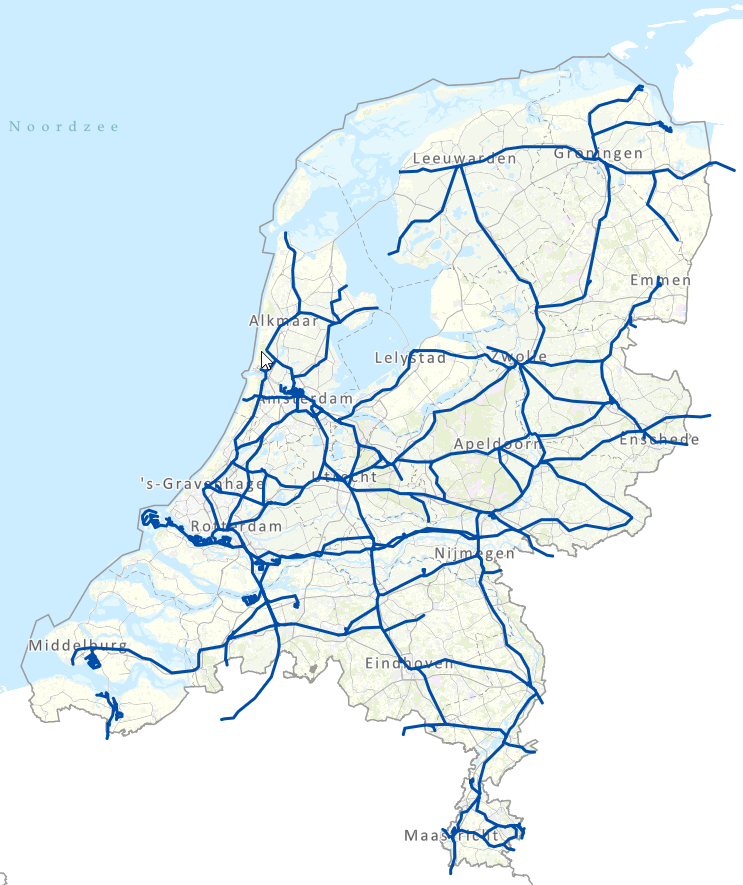 Noordzee
Leeuwarden
Groningen
Emmen
Alkmaar
Lelystad
Zwolle
Amsterdam
Apeldoorn
Enschede
's-Gravenhage
Utrecht
Rotterdam
Nijmegen
Middelburg
Eindhoven
Maastricht